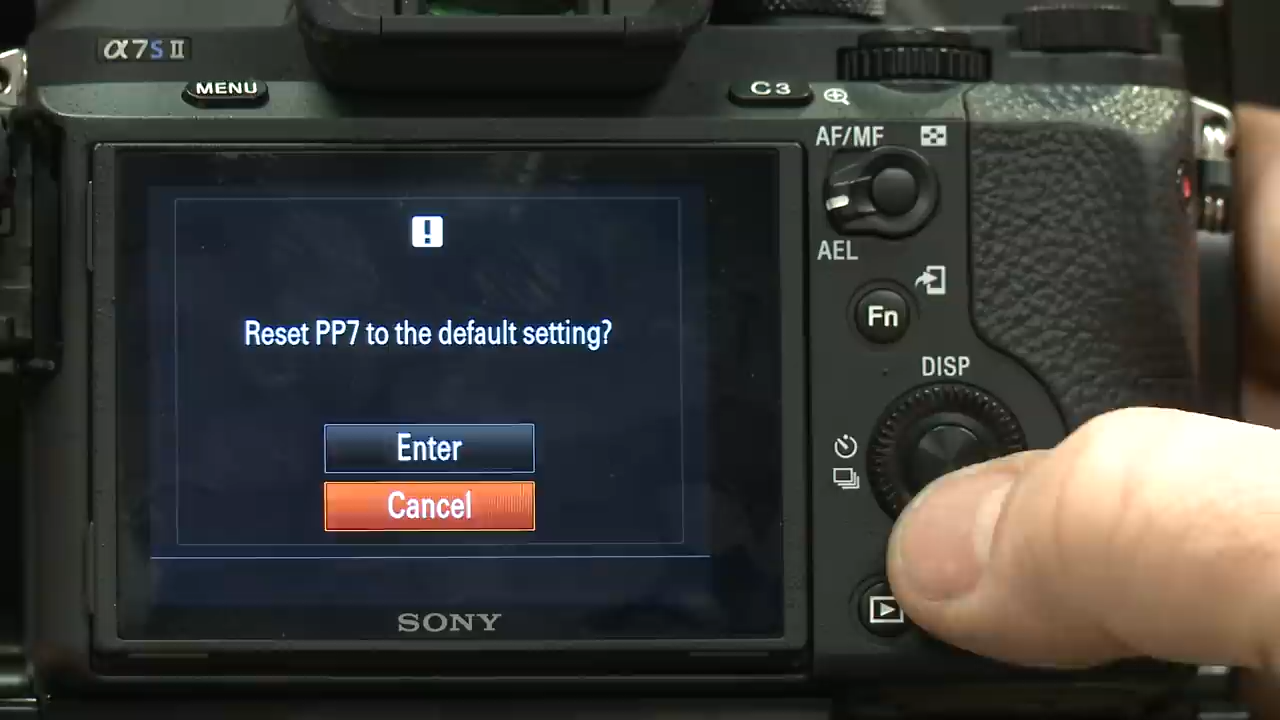 α7SII
MENU
C3
AF/MF
AEL
Reset PP7 to the default setting?
Fn
DISP
Enter
Cancel
SONY